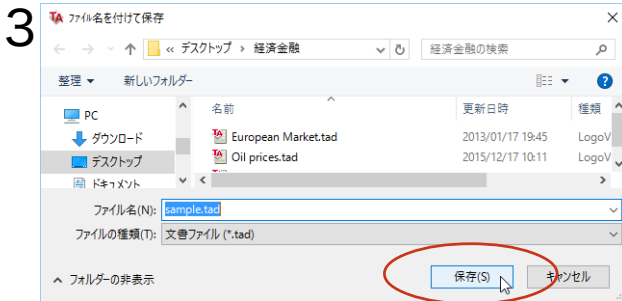 3
TA ファイル名を付けて保存
« デスクトップ › 経済金融
経済金融の検索
整理 新しいフォルダー
PC
ダウンロード
デスクトップ
ドキュメント
名前 更新日時 種類
European Market.tad 2013/01/17 19:45 LogoV
Oil prices.tad 2015/12/17 10:11 LogoV
ファイル名(N): sample.tad
ファイルの種類(T): 文書ファイル (*.tad)
フォルダーの非表示
保存(S) キャンセル